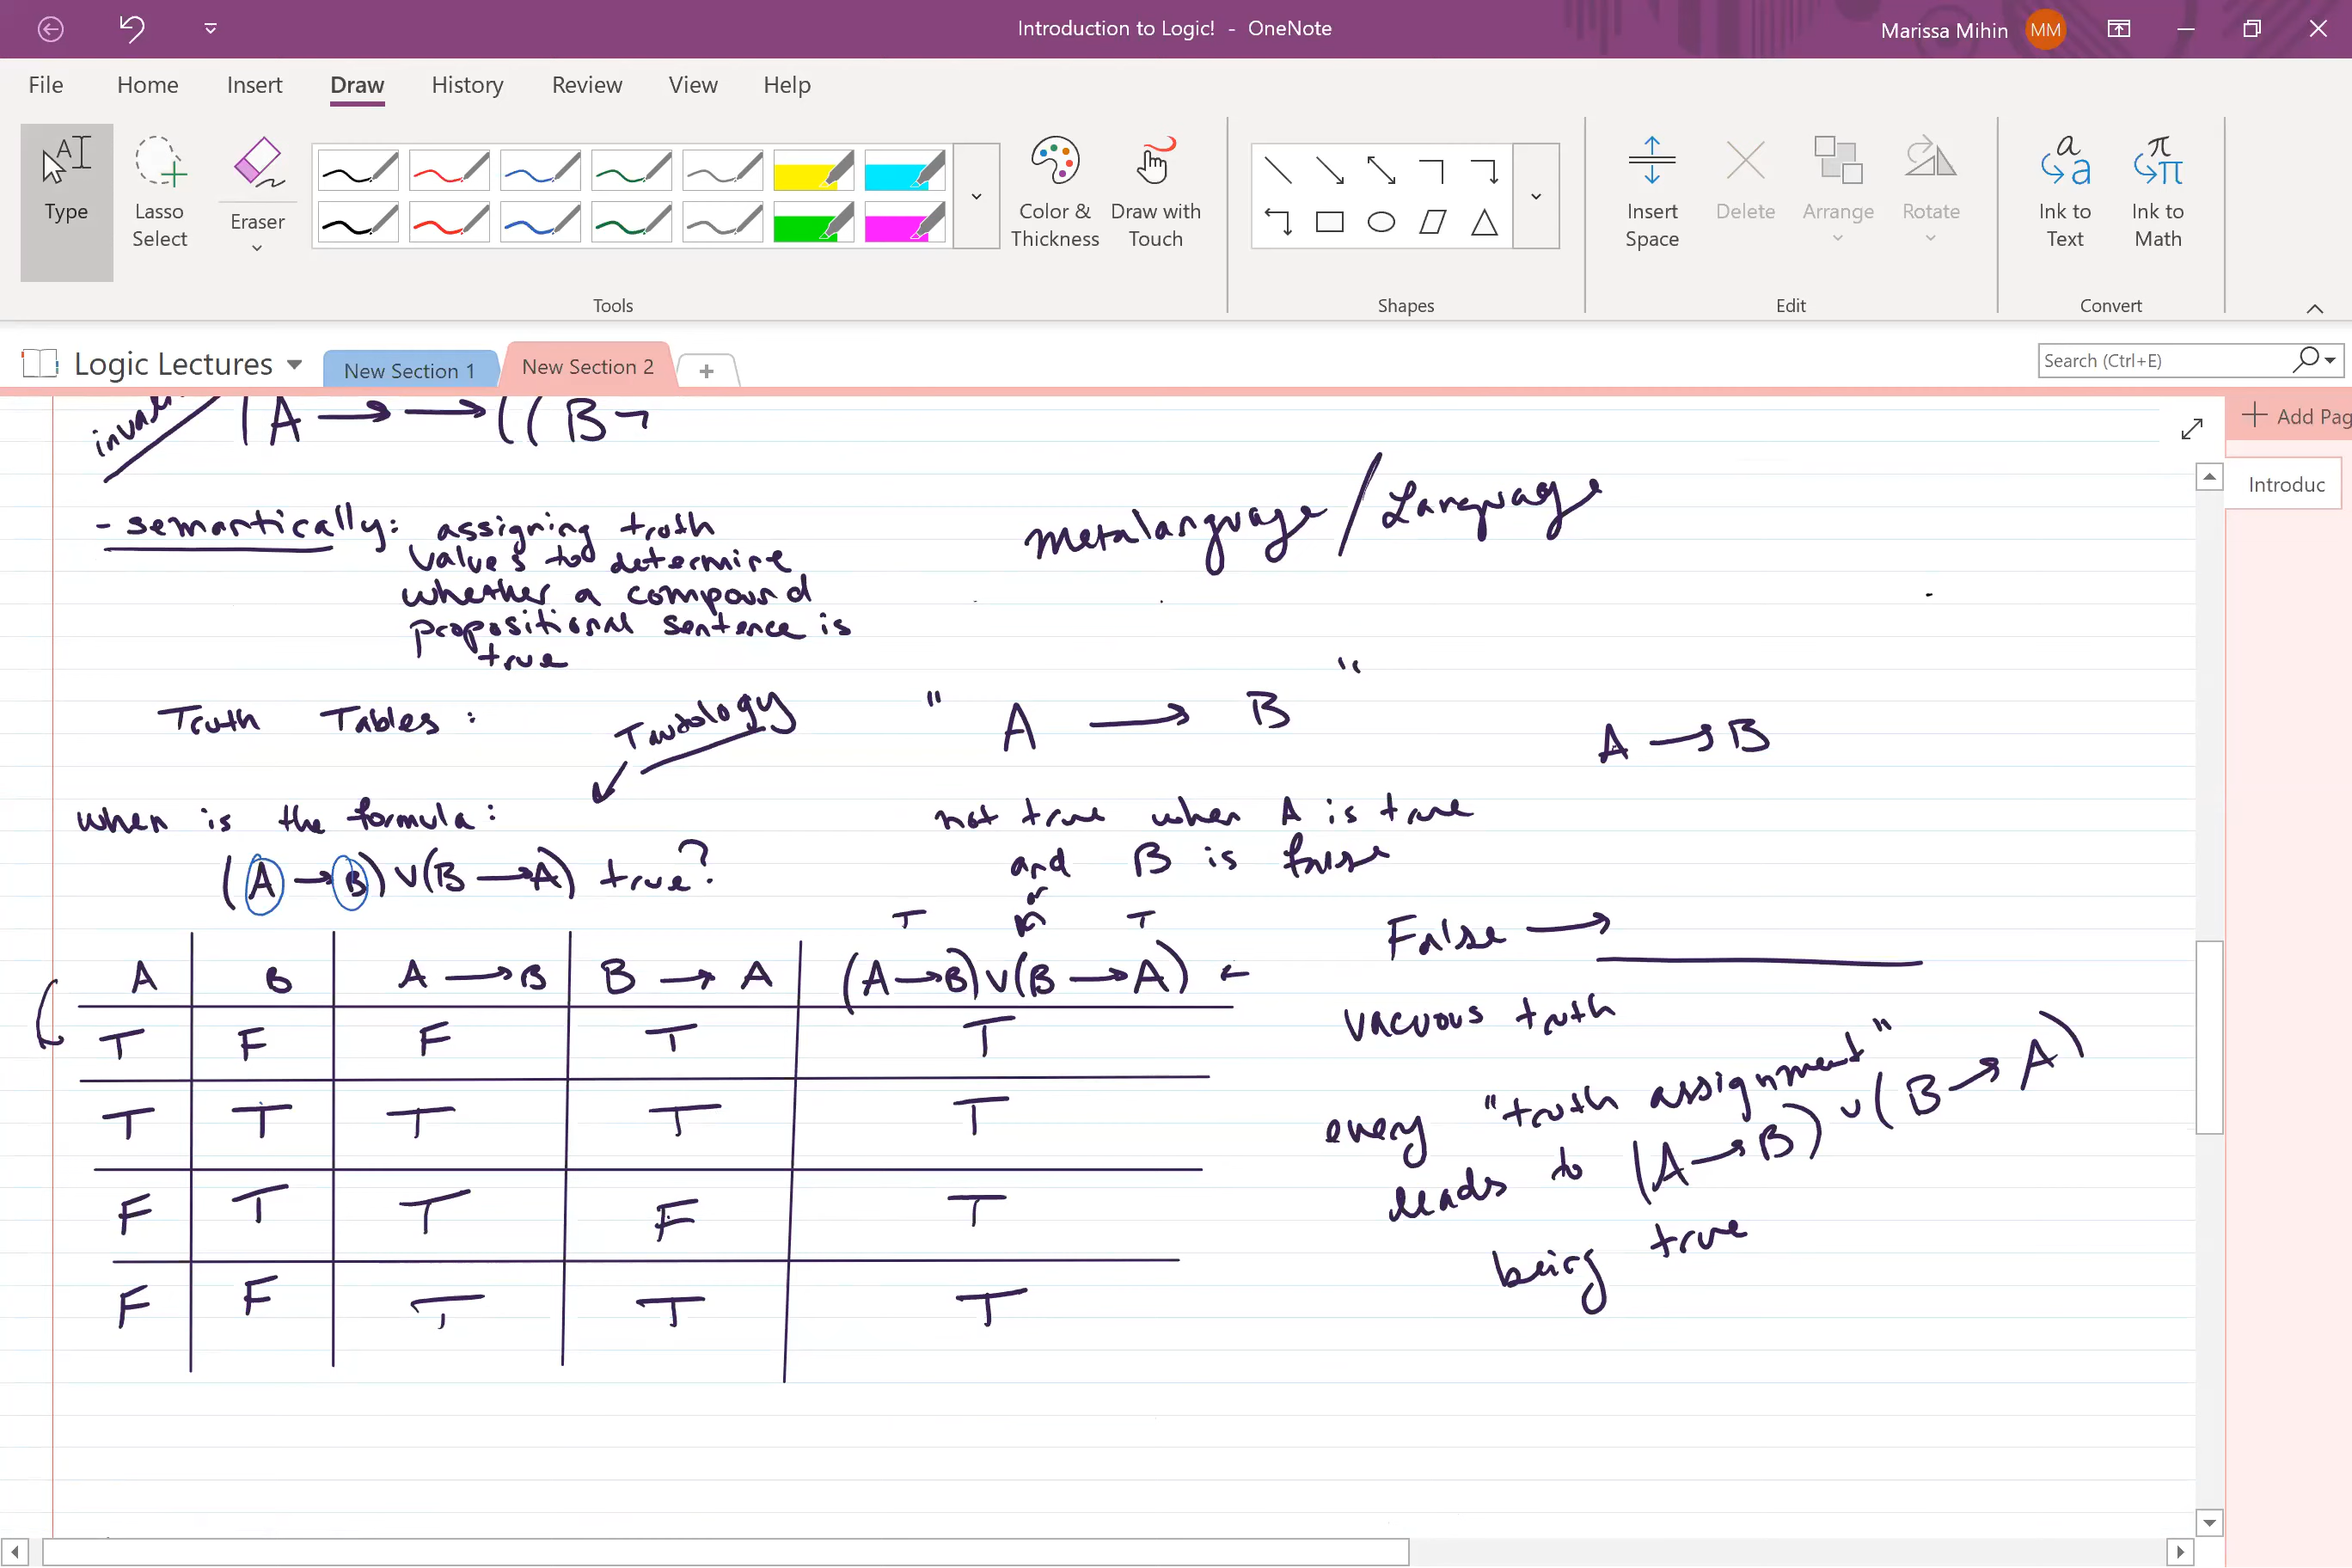 Introduction to Logic! - OneNote
Marissa Mihin MM
File Home Insert Draw History Review View Help
Type
Lasso Select
Eraser
Color & Thickness
Draw with Touch
Insert Space
Delete
Arrange
Rotate
Ink to Text
Ink to Math
Tools
Shapes
Edit
Convert
Logic Lectures
New Section 1
New Section 2
+
Search (Ctrl+E)
+ Add Pag
Introduc
(A → → ((B ¬
- semantically: assigning truth
values to determine
whether a compound
propositional sentence is
true
Metalanguage / Language
Truth Tables:
Tautology
" A → B "
A → B
when is the formula:
(A → B) ∨ (B → A) true?
not true when A is true
and B is false
or
T T
False →
A B A → B B → A (A → B) ∨ (B → A) ←
T F F T T
T T T T T
F T T F T
F F T T T
vacuous truth
every "truth assignment"
leads to (A → B) ∨ (B → A)
being true